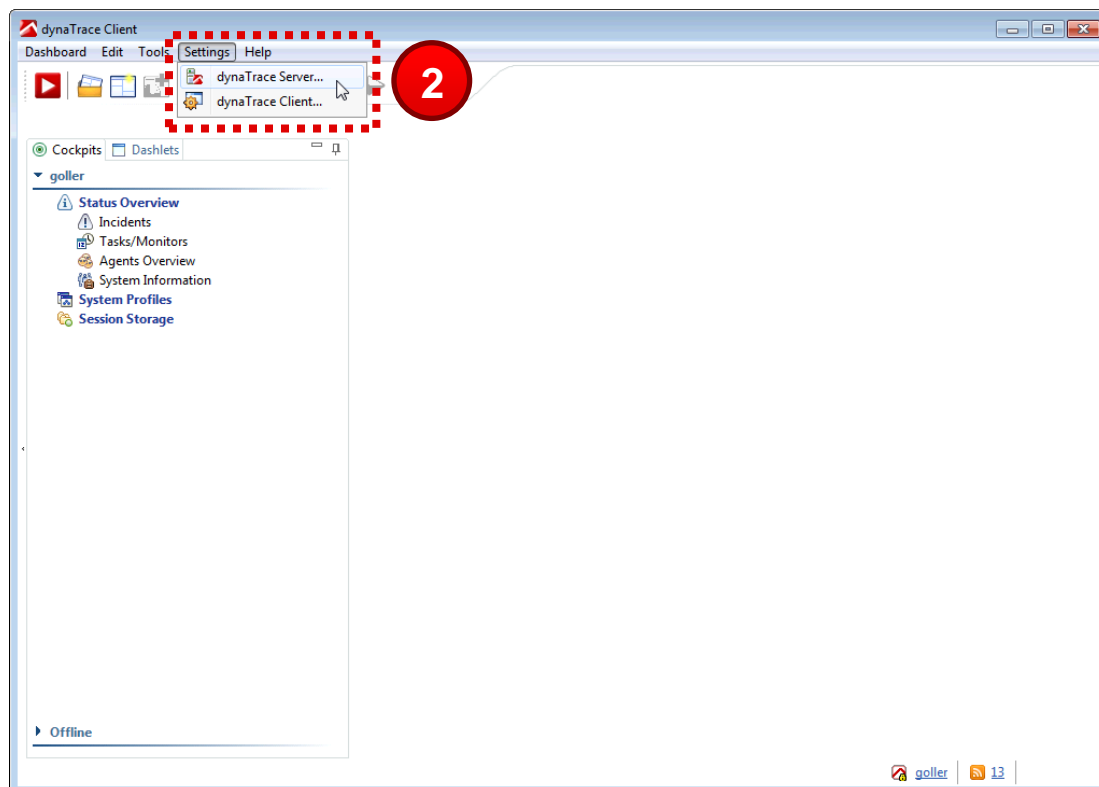 dynaTrace Client
Dashboard Edit Tools Settings Help
dynaTrace Server...
dynaTrace Client...
2
Cockpits Dashlets
goller
Status Overview
Incidents
Tasks/Monitors
Agents Overview
System Information
System Profiles
Session Storage
Offline
goller 13